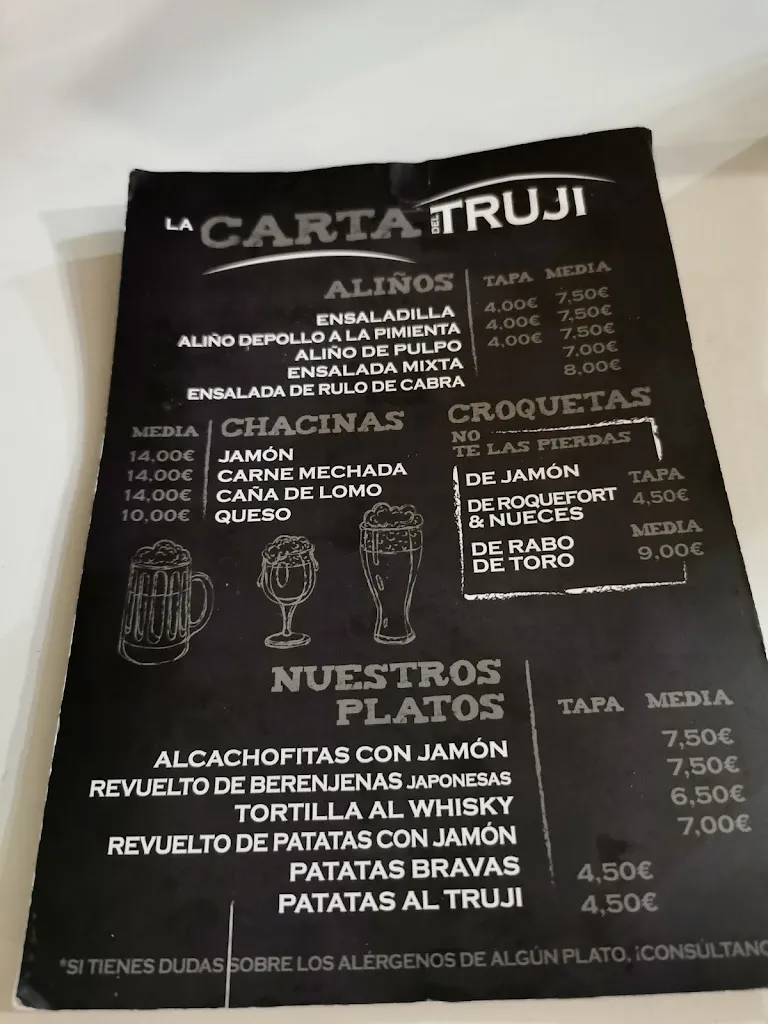 LA CARTA DEL TRUJI
ALIÑOS TAPA MEDIA
ENSALADILLA 4,00€ 7,50€
ALIÑO DEPOLLO A LA PIMIENTA 4,00€ 7,50€
ALIÑO DE PULPO 4,00€ 7,50€
ENSALADA MIXTA 7,00€
ENSALADA DE RULO DE CABRA 8,00€
MEDIA CHACINAS
14,00€ JAMÓN
14,00€ CARNE MECHADA
14,00€ CAÑA DE LOMO
10,00€ QUESO
CROQUETAS
NO
TE LAS PIERDAS
DE JAMÓN
DE ROQUEFORT
& NUECES
DE RABO
DE TORO
TAPA
4,50€
MEDIA
9,00€
NUESTROS
PLATOS
TAPA MEDIA
ALCACHOFITAS CON JAMÓN 7,50€
REVUELTO DE BERENJENAS JAPONESAS 7,50€
TORTILLA AL WHISKY 6,50€
REVUELTO DE PATATAS CON JAMÓN 7,00€
PATATAS BRAVAS 4,50€
PATATAS AL TRUJI 4,50€
*SI TIENES DUDAS SOBRE LOS ALÉRGENOS DE ALGÚN PLATO, ¡CONSÚLTANO